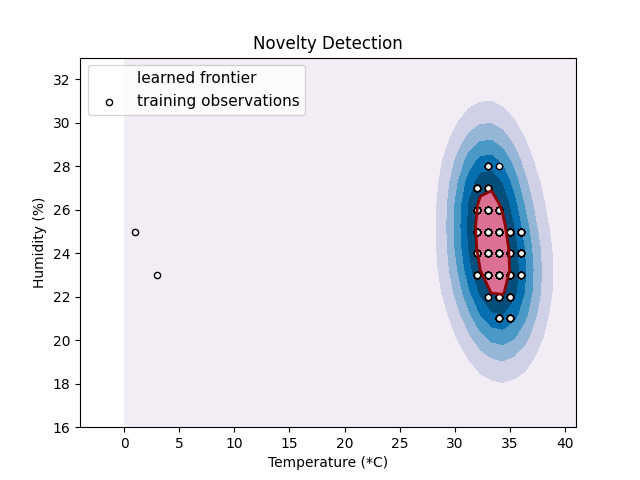 Novelty Detection
learned frontier
training observations
Humidity (%)
32
30
28
26
24
22
20
18
16
0 5 10 15 20 25 30 35 40
Temperature (*C)